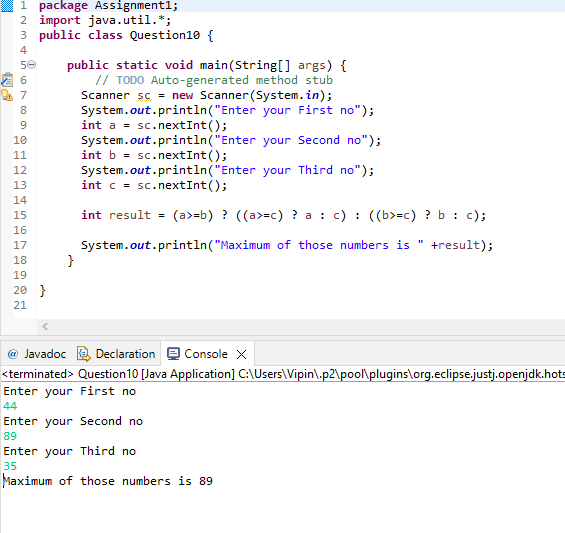 1 package Assignment1;
2 import java.util.*;
3 public class Question10 {
4
5 public static void main(String[] args) {
6 // TODO Auto-generated method stub
7 Scanner sc = new Scanner(System.in);
8 System.out.println("Enter your First no");
9 int a = sc.nextInt();
10 System.out.println("Enter your Second no");
11 int b = sc.nextInt();
12 System.out.println("Enter your Third no");
13 int c = sc.nextInt();
14
15 int result = (a>=b) ? ((a>=c) ? a : c) : ((b>=c) ? b : c);
16
17 System.out.println("Maximum of those numbers is " +result);
18 }
19
20 }
21
@ Javadoc Declaration Console
<terminated> Question10 [Java Application] C:\Users\Vipin\.p2\pool\plugins\org.eclipse.justj.openjdk.hots
Enter your First no
44
Enter your Second no
89
Enter your Third no
35
Maximum of those numbers is 89